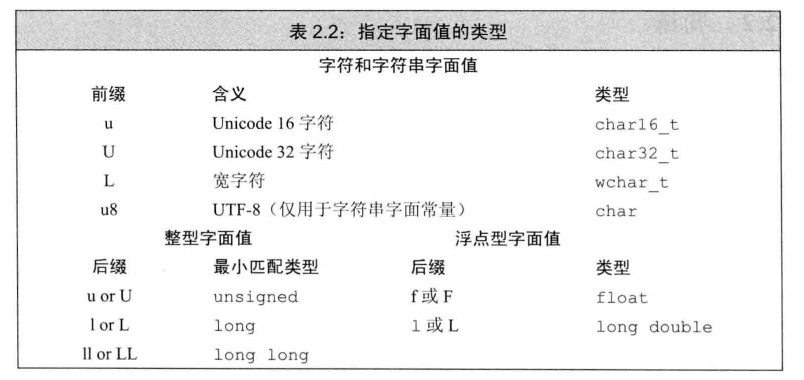 表 2.2：指定字面值的类型
字符和字符串字面值
前缀 含义 类型
u Unicode 16 字符 char16_t
U Unicode 32 字符 char32_t
L 宽字符 wchar_t
u8 UTF-8（仅用于字符串字面常量） char
整型字面值 浮点型字面值
后缀 最小匹配类型 后缀 类型
u or U unsigned f 或 F float
l or L long l 或 L long double
ll or LL long long